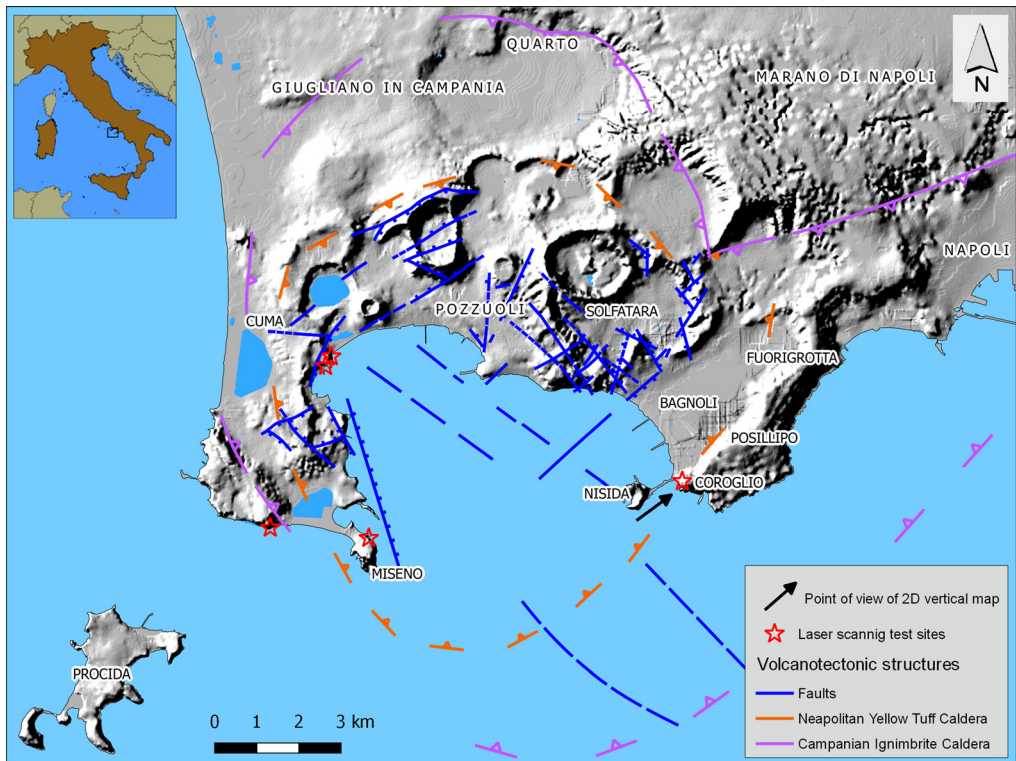 QUARTO
N
MARANO DI NAPOLI
GIUGLIANO IN CAMPANIA
NAPOLI
POZZUOLI
SOLFATARA
CUMA
FUORIGROTTA
BAGNOLI
POSILLIPO
COROGLIO
NISIDA
MISENO
PROCIDA
0 1 2 3 km
Point of view of 2D vertical map
Laser scannig test sites
Volcanotectonic structures
Faults
Neapolitan Yellow Tuff Caldera
Campanian Ignimbrite Caldera